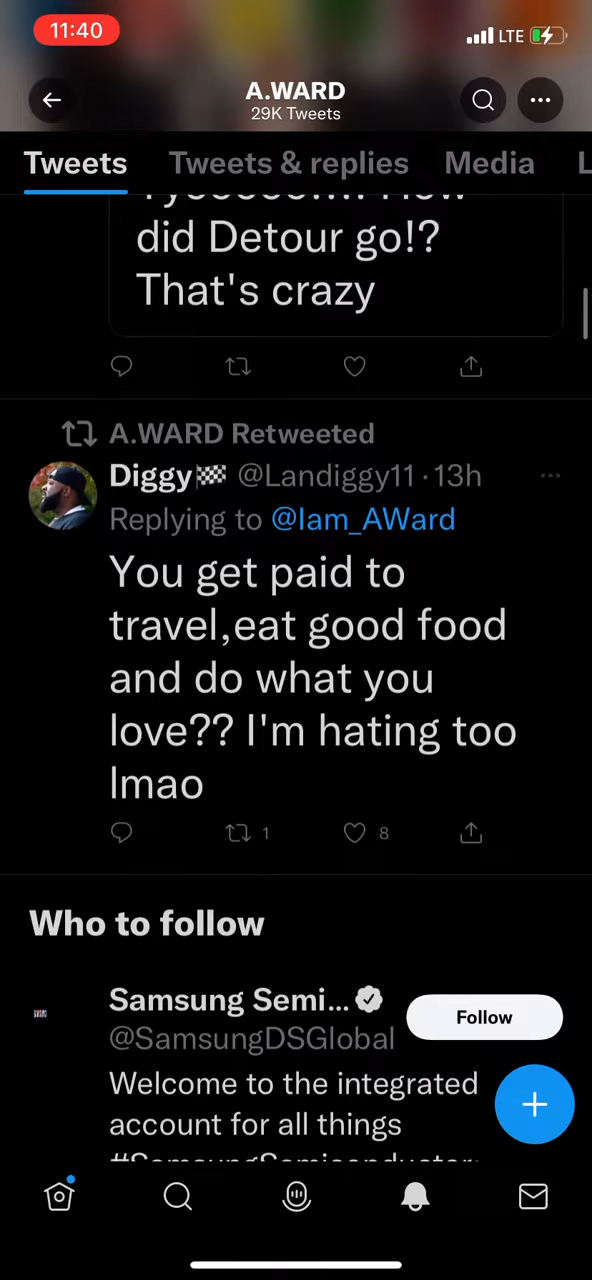 11:40
LTE
A.WARD
29K Tweets
Tweets Tweets & replies Media L
did Detour go!?
That's crazy
A.WARD Retweeted
Diggy🏁 @Landiggy11 · 13h
Replying to @Iam_AWard
You get paid to
travel,eat good food
and do what you
love?? I'm hating too
lmao
1 8
Who to follow
Samsung Semi...
@SamsungDSGlobal
Follow
Welcome to the integrated
account for all things